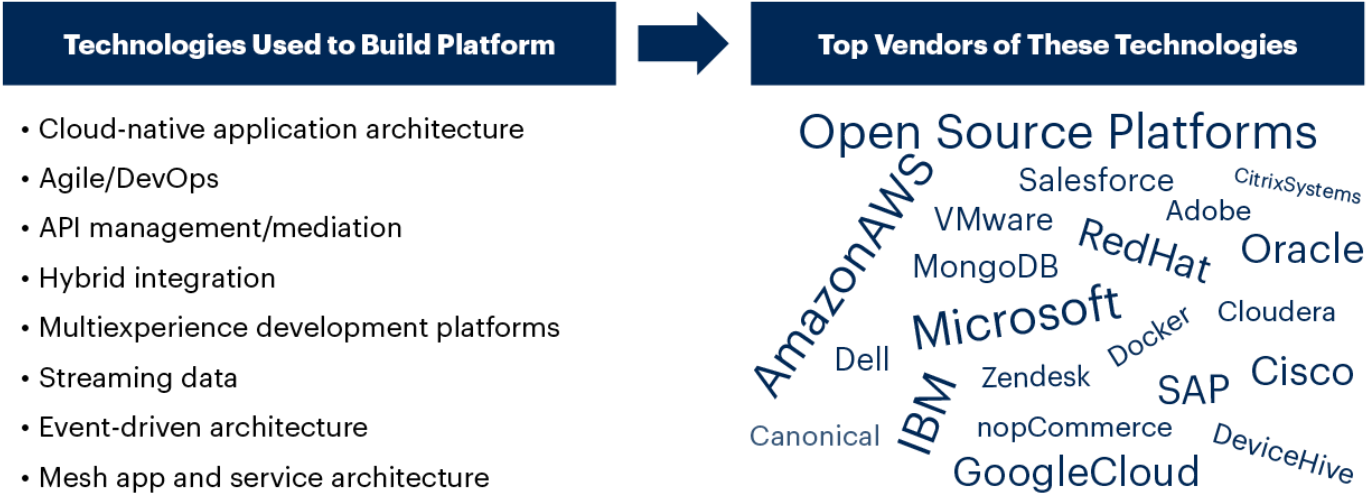 Technologies Used to Build Platform
Top Vendors of These Technologies
• Cloud-native application architecture
• Agile/DevOps
• API management/mediation
• Hybrid integration
• Multiexperience development platforms
• Streaming data
• Event-driven architecture
• Mesh app and service architecture
Open Source Platforms
AmazonAWS
Salesforce
CitrixSystems
VMware
Adobe
RedHat
Oracle
MongoDB
Microsoft
Cloudera
Docker
Dell
Zendesk
Cisco
SAP
IBM
Canonical
nopCommerce
DeviceHive
GoogleCloud